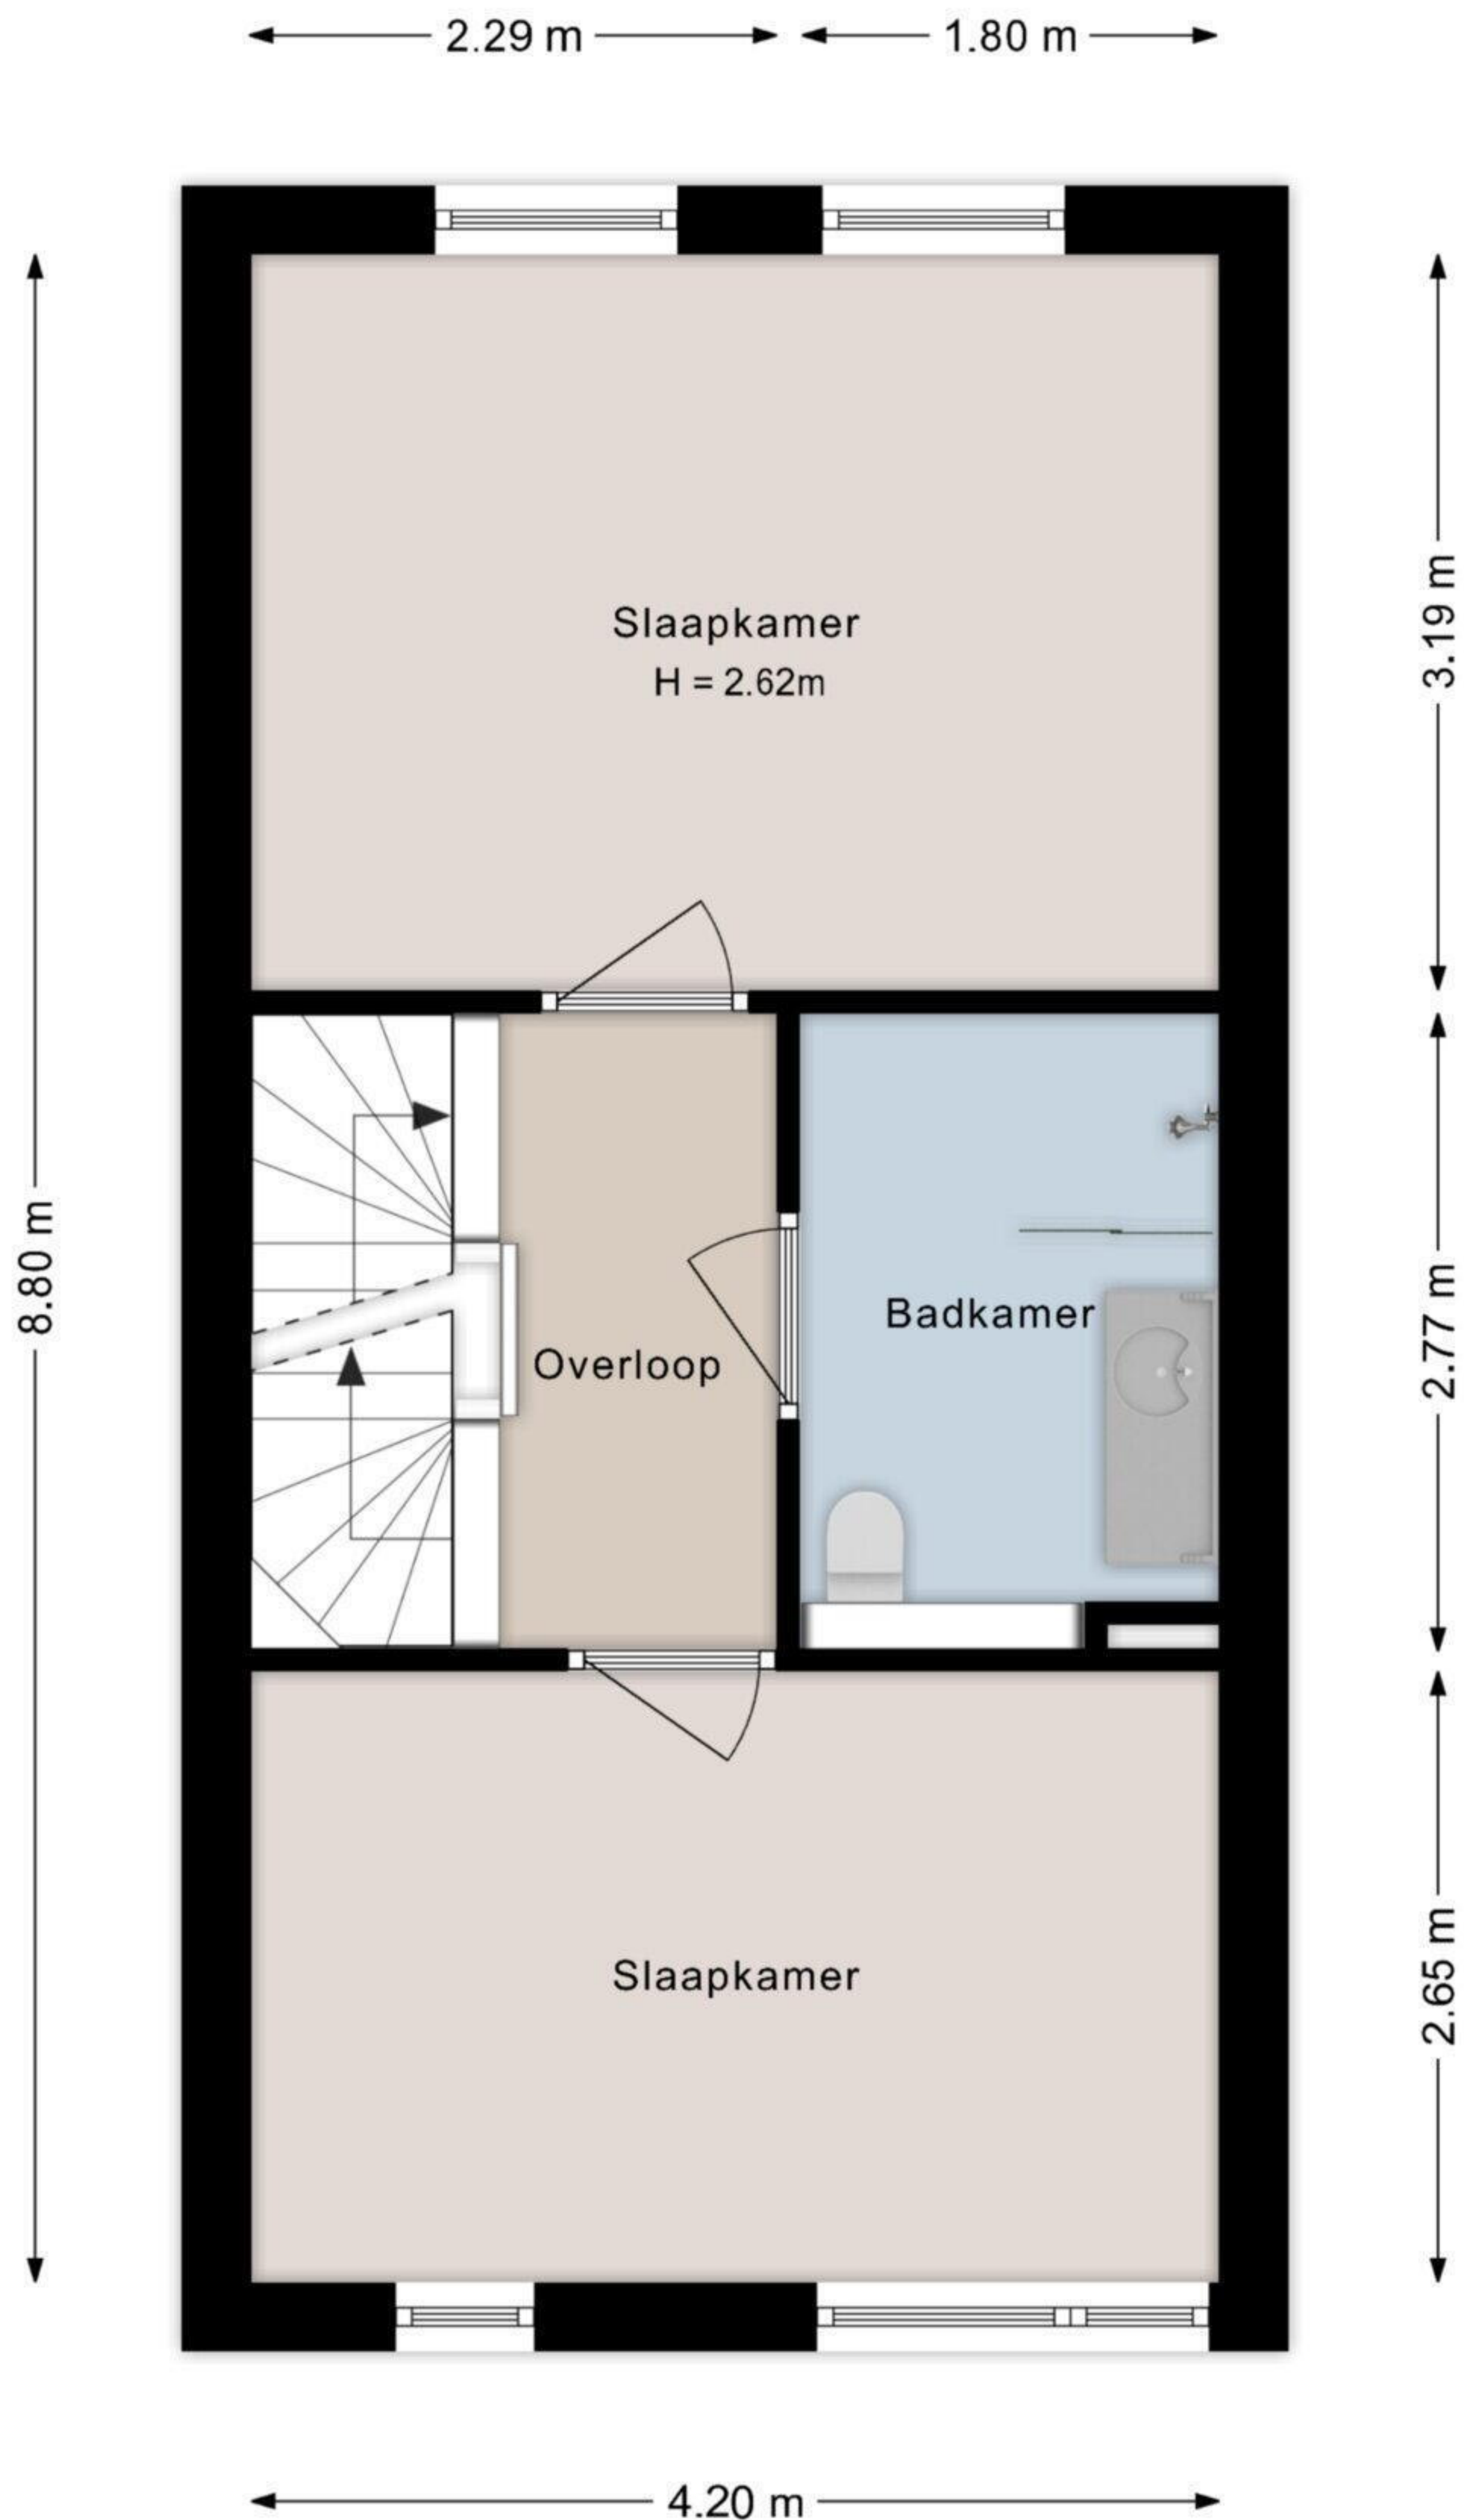 2.29 m
1.80 m
Slaapkamer
H = 2.62m
3.19 m
8.80 m
Badkamer
Overloop
2.77 m
Slaapkamer
2.65 m
4.20 m